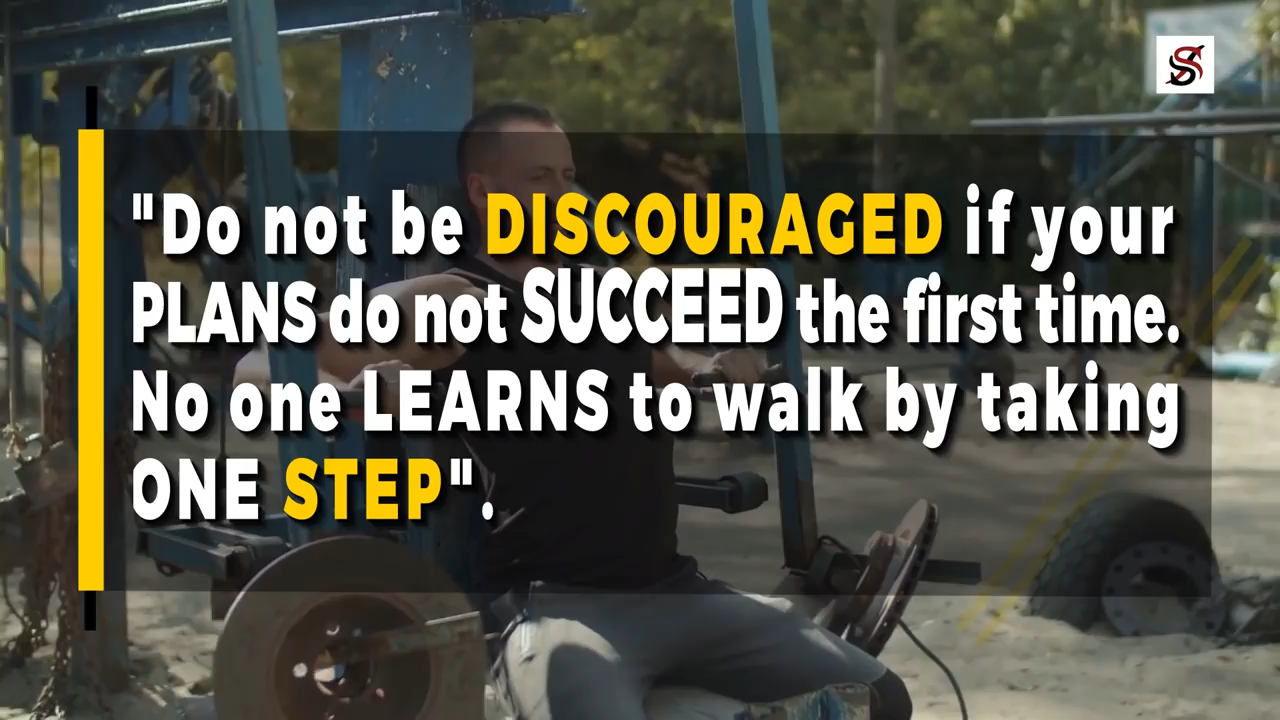 "Do not be DISCOURAGED if your
PLANS do not SUCCEED the first time.
No one LEARNS to walk by taking
ONE STEP".